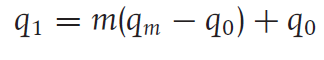 q₁ = m(qₘ − q₀) + q₀